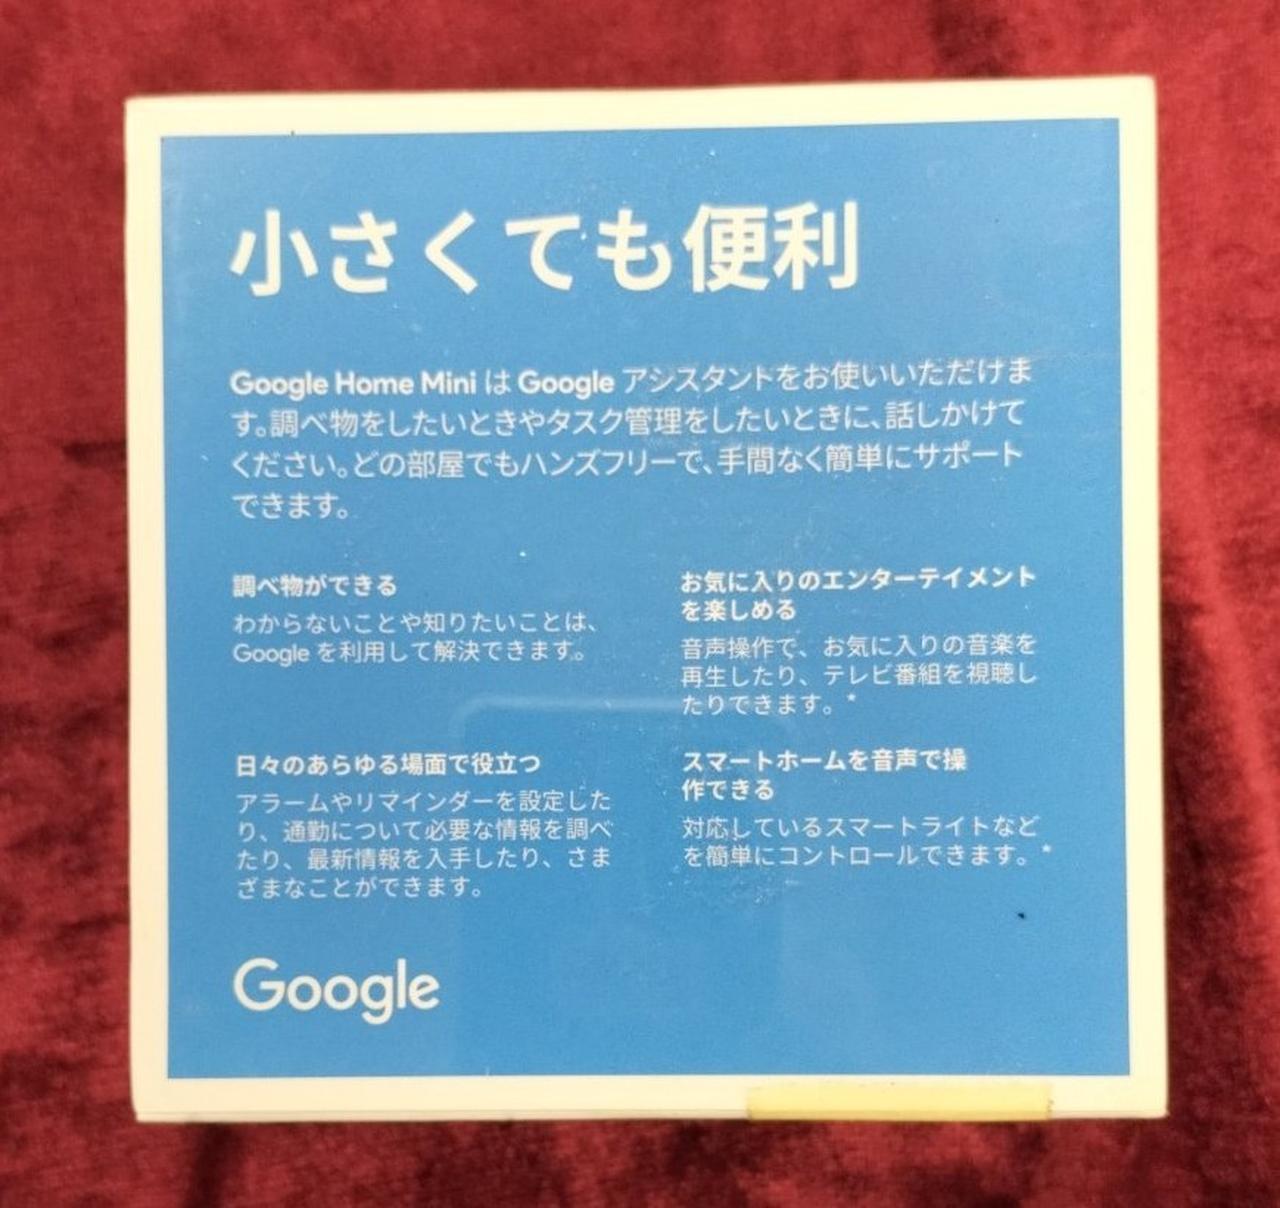 小さくても便利
Google Home Mini は Google アシスタントをお使いいただけま
す。調べ物をしたいときやタスク管理をしたいときに、話しかけて
ください。どの部屋でもハンズフリーで、手間なく簡単にサポート
できます。
調べ物ができる
わからないことや知りたいことは、
Google を利用して解決できます。
お気に入りのエンターテイメント
を楽しめる
音声操作で、お気に入りの音楽を
再生したり、テレビ番組を視聴し
たりできます。*
日々のあらゆる場面で役立つ
アラームやリマインダーを設定した
り、通勤について必要な情報を調べ
たり、最新情報を入手したり、さま
ざまなことができます。
スマートホームを音声で操
作できる
対応しているスマートライトなど
を簡単にコントロールできます。*
Google